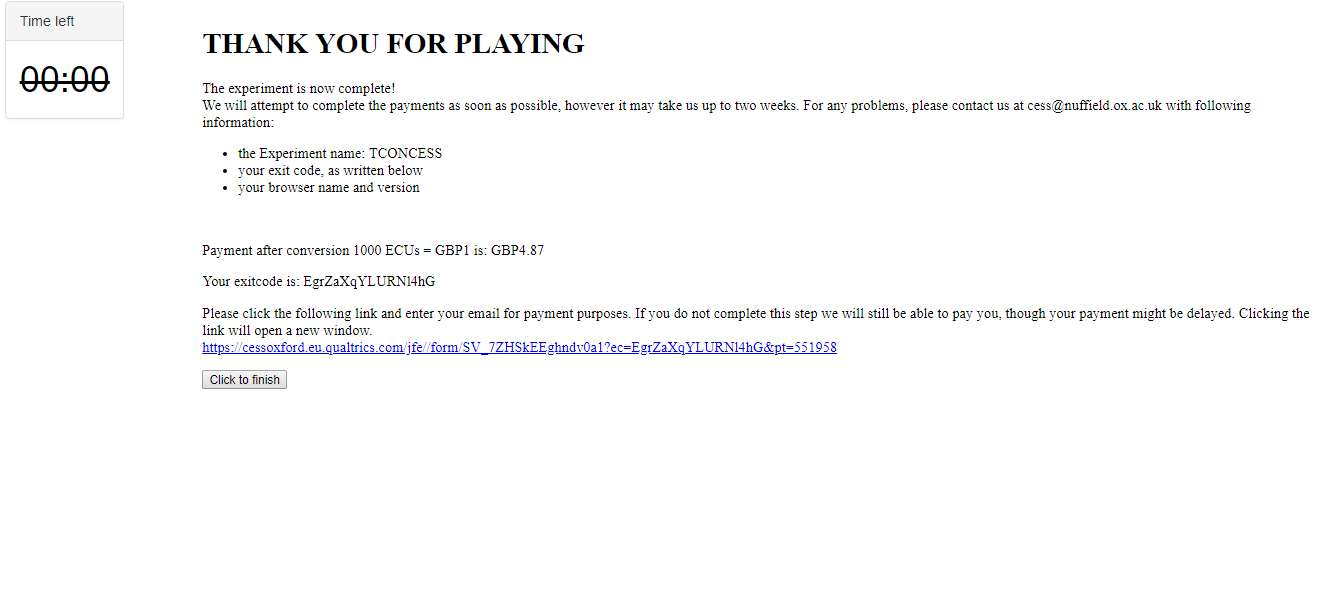 Time left
00:00
THANK YOU FOR PLAYING
The experiment is now complete!
We will attempt to complete the payments as soon as possible, however it may take us up to two weeks. For any problems, please contact us at cess@nuffield.ox.ac.uk with following
information:
• the Experiment name: TCONCESS
• your exit code, as written below
• your browser name and version
Payment after conversion 1000 ECUs = GBP1 is: GBP4.87
Your exitcode is: EgrZaXqYLURNl4hG
Please click the following link and enter your email for payment purposes. If you do not complete this step we will still be able to pay you, though your payment might be delayed. Clicking the
link will open a new window.
https://cessoxford.eu.qualtrics.com/jfe//form/SV_7ZHSkEEghndv0a1?ec=EgrZaXqYLURNl4hG&pt=551958
Click to finish